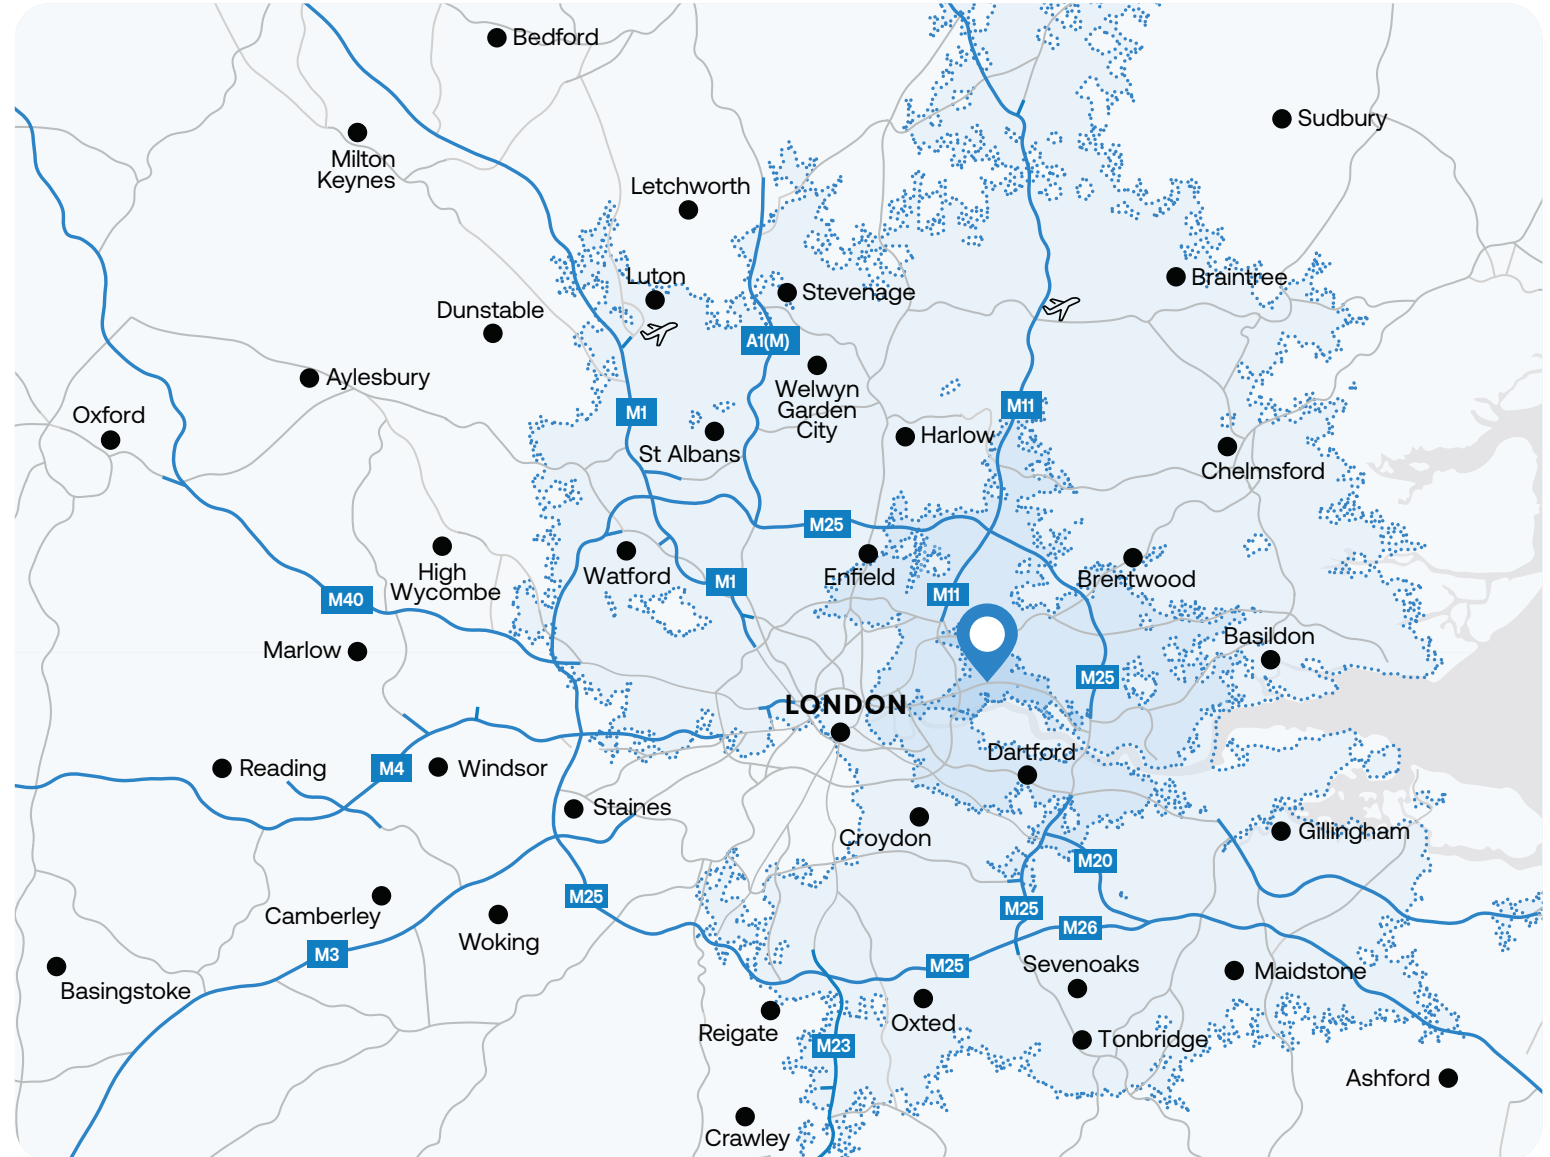 Bedford
Sudbury
Milton
Keynes
Letchworth
Luton
Stevenage
Braintree
Dunstable
A1(M)
Aylesbury
Welwyn
Garden
City
M1
M11
Oxford
Harlow
St Albans
Chelmsford
M25
High
Wycombe
Watford
M1
Enfield
M11
Brentwood
M40
Marlow
Basildon
M25
LONDON
Dartford
Reading
M4
Windsor
Staines
Croydon
Gillingham
M20
Camberley
M25
M25
M26
Woking
M3
M25
Sevenoaks
Maidstone
Basingstoke
Reigate
Oxted
M23
Tonbridge
Ashford
Crawley